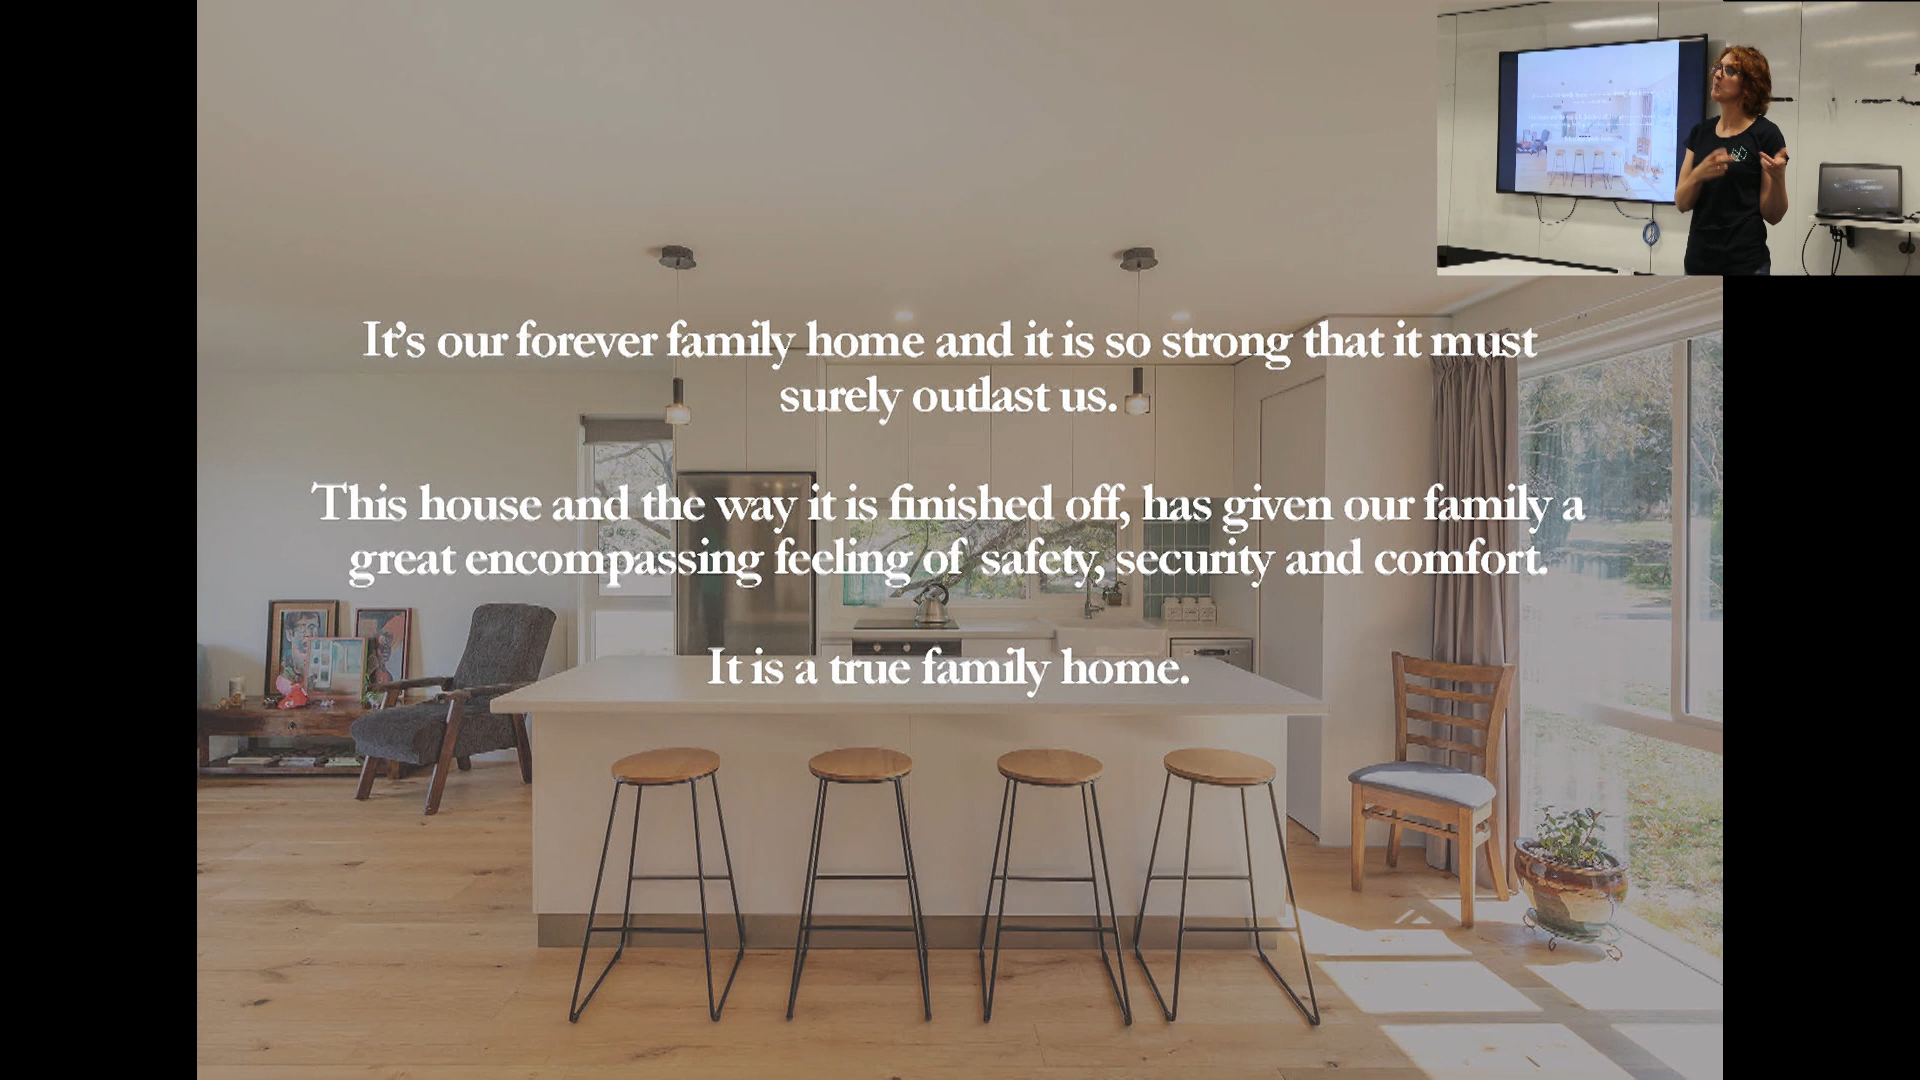 It's our forever family home and it is so strong that it must
surely outlast us.
This house and the way it is finished off, has given our family a
great encompassing feeling of safety, security and comfort.
It is a true family home.